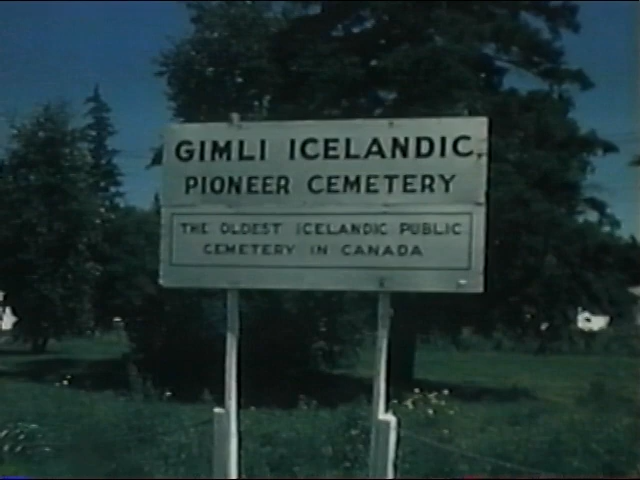 GIMLI ICELANDIC
PIONEER CEMETERY
THE OLDEST ICELANDIC PUBLIC
CEMETERY IN CANADA